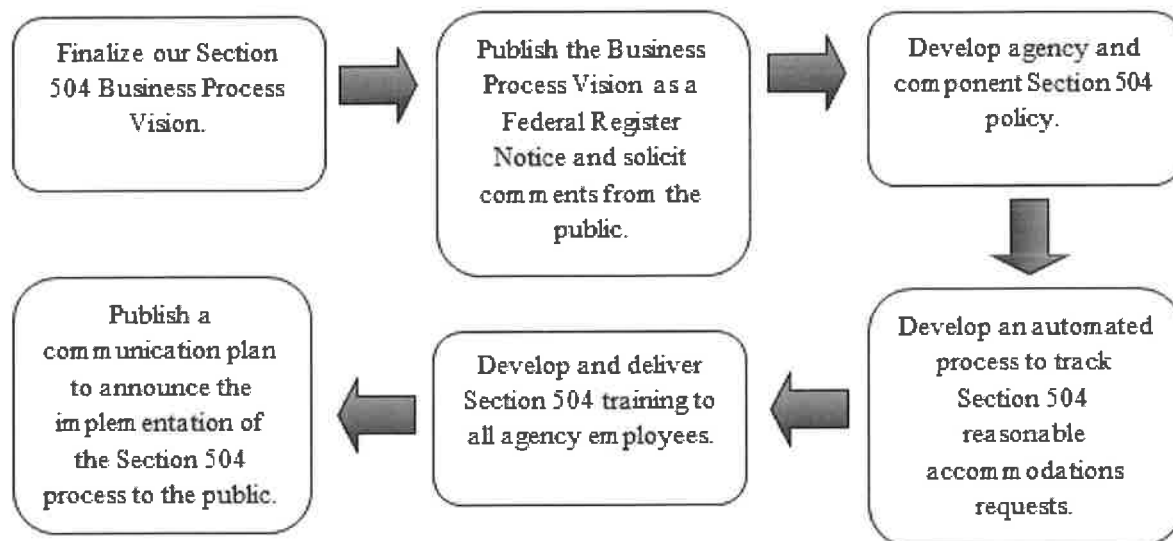 Finalize our Section
504 Business Process
Vision.
Publish the Business
Process Vision as a
Federal Register
Notice and solicit
comments from the
public.
Develop agency and
component Section 504
policy.
Develop an automated
process to track
Section 504
reasonable
accommodations
requests.
Develop and deliver
Section 504 training to
all agency employees.
Publish a
communication plan
to announce the
implementation of
the Section 504
process to the public.